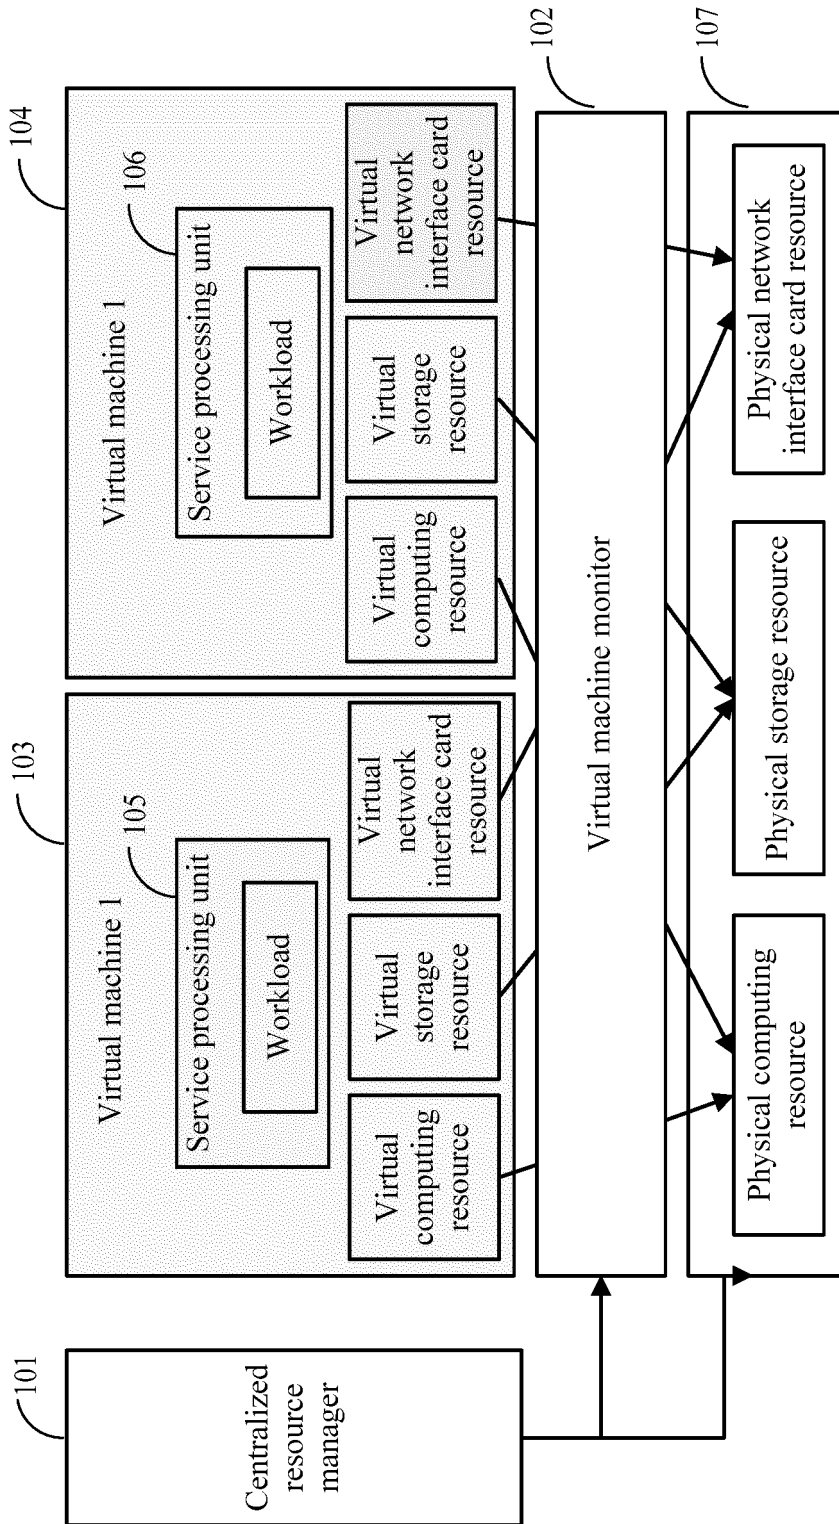 101
Centralized
resource
manager
103
Virtual machine 1
105
Service processing unit
Workload
Virtual
computing
resource
Virtual
storage
resource
Virtual
network
interface card
resource
104
Virtual machine 1
106
Service processing unit
Workload
Virtual
computing
resource
Virtual
storage
resource
Virtual
network
interface card
resource
102
Virtual machine monitor
107
Physical computing
resource
Physical storage resource
Physical network
interface card resource